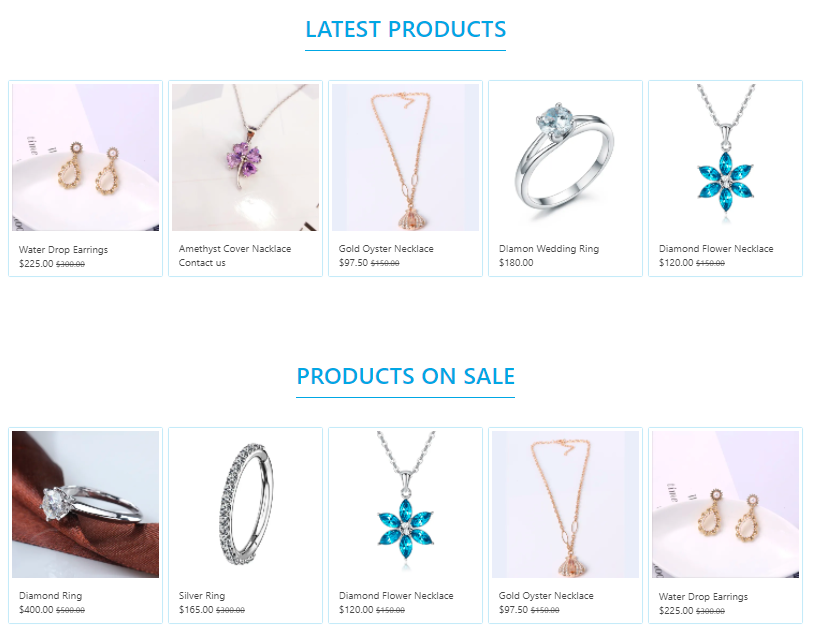 LATEST PRODUCTS
time
Water Drop Earrings
$225.00 $300.00
Amethyst Cover Nacklace
Contact us
Gold Oyster Necklace
$97.50 $150.00
DIamon Wedding Ring
$180.00
Diamond Flower Necklace
$120.00 $150.00
PRODUCTS ON SALE
Diamond Ring
$400.00 $500.00
Silver Ring
$165.00 $300.00
Diamond Flower Necklace
$120.00 $150.00
Gold Oyster Necklace
$97.50 $150.00
time
Water Drop Earrings
$225.00 $300.00